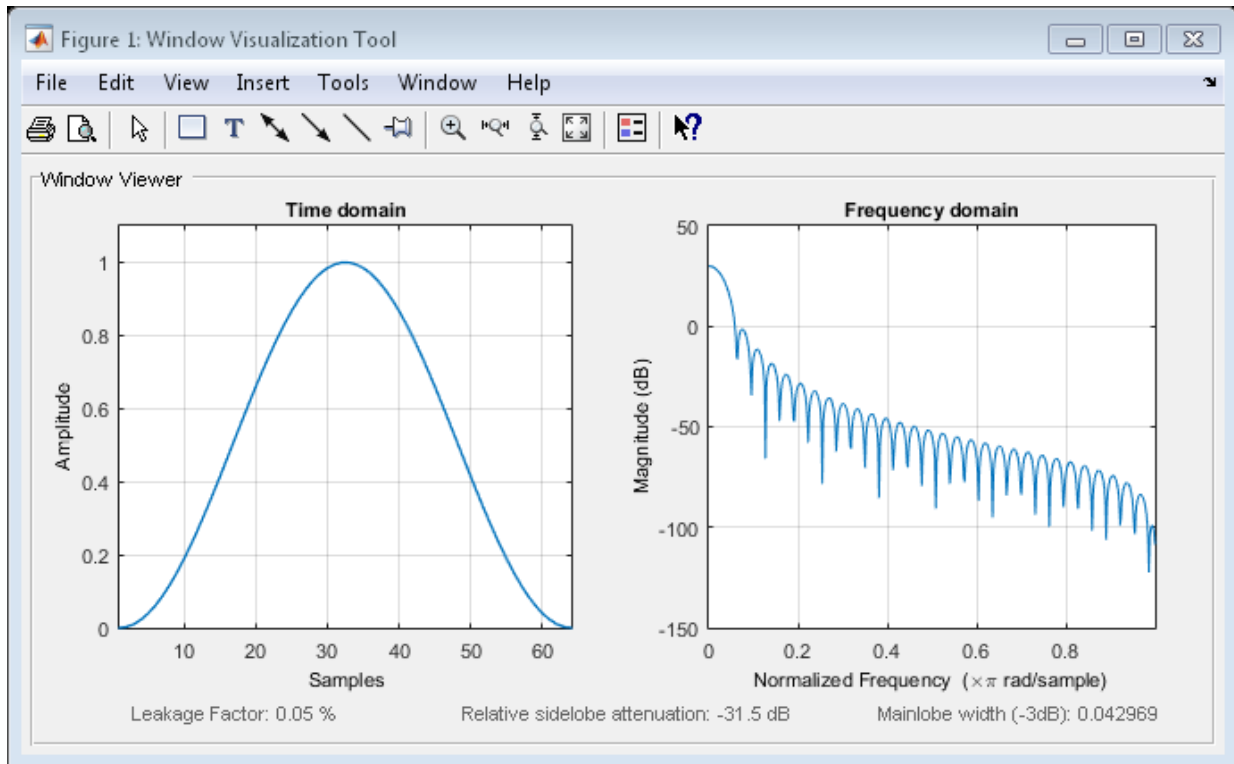 Figure 1: Window Visualization Tool
File Edit View Insert Tools Window Help
T
?
Window Viewer
Time domain
1
0.8
0.6
0.4
0.2
0
Amplitude
10 20 30 40 50 60
Samples
Frequency domain
50
0
-50
-100
-150
Magnitude (dB)
0 0.2 0.4 0.6 0.8
Normalized Frequency (×π rad/sample)
Leakage Factor: 0.05 % Relative sidelobe attenuation: -31.5 dB Mainlobe width (-3dB): 0.042969